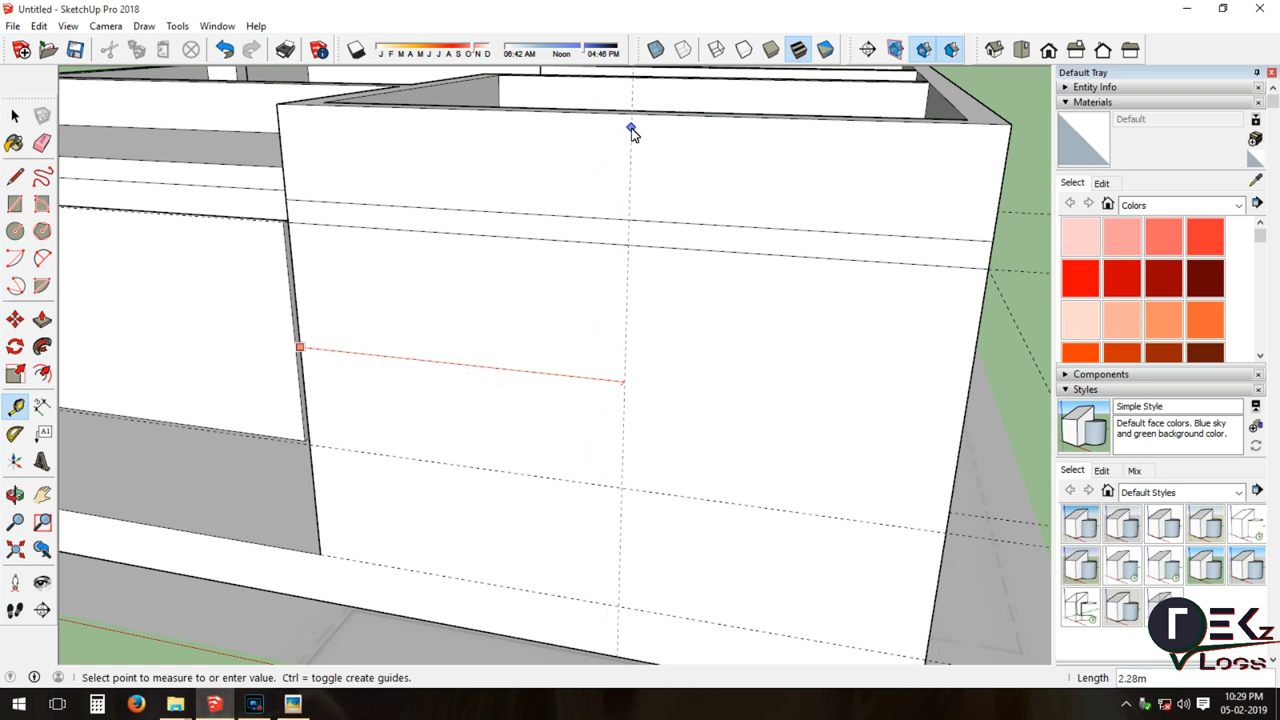 Untitled - SketchUp Pro 2018
File Edit View Camera Draw Tools Window Help
J F M A M J J A S O N D
06:42 AM Noon 04:46 PM
Default Tray
Entity Info
Materials
Default
Select Edit
Colors
Components
Styles
Simple Style
Default face colors. Blue sky and green background color.
Select Edit Mix
Default Styles
A1
TEKz
VLogs
Select point to measure to or enter value. Ctrl = toggle create guides.
Length 2.28m
10:29 PM
05-02-2019